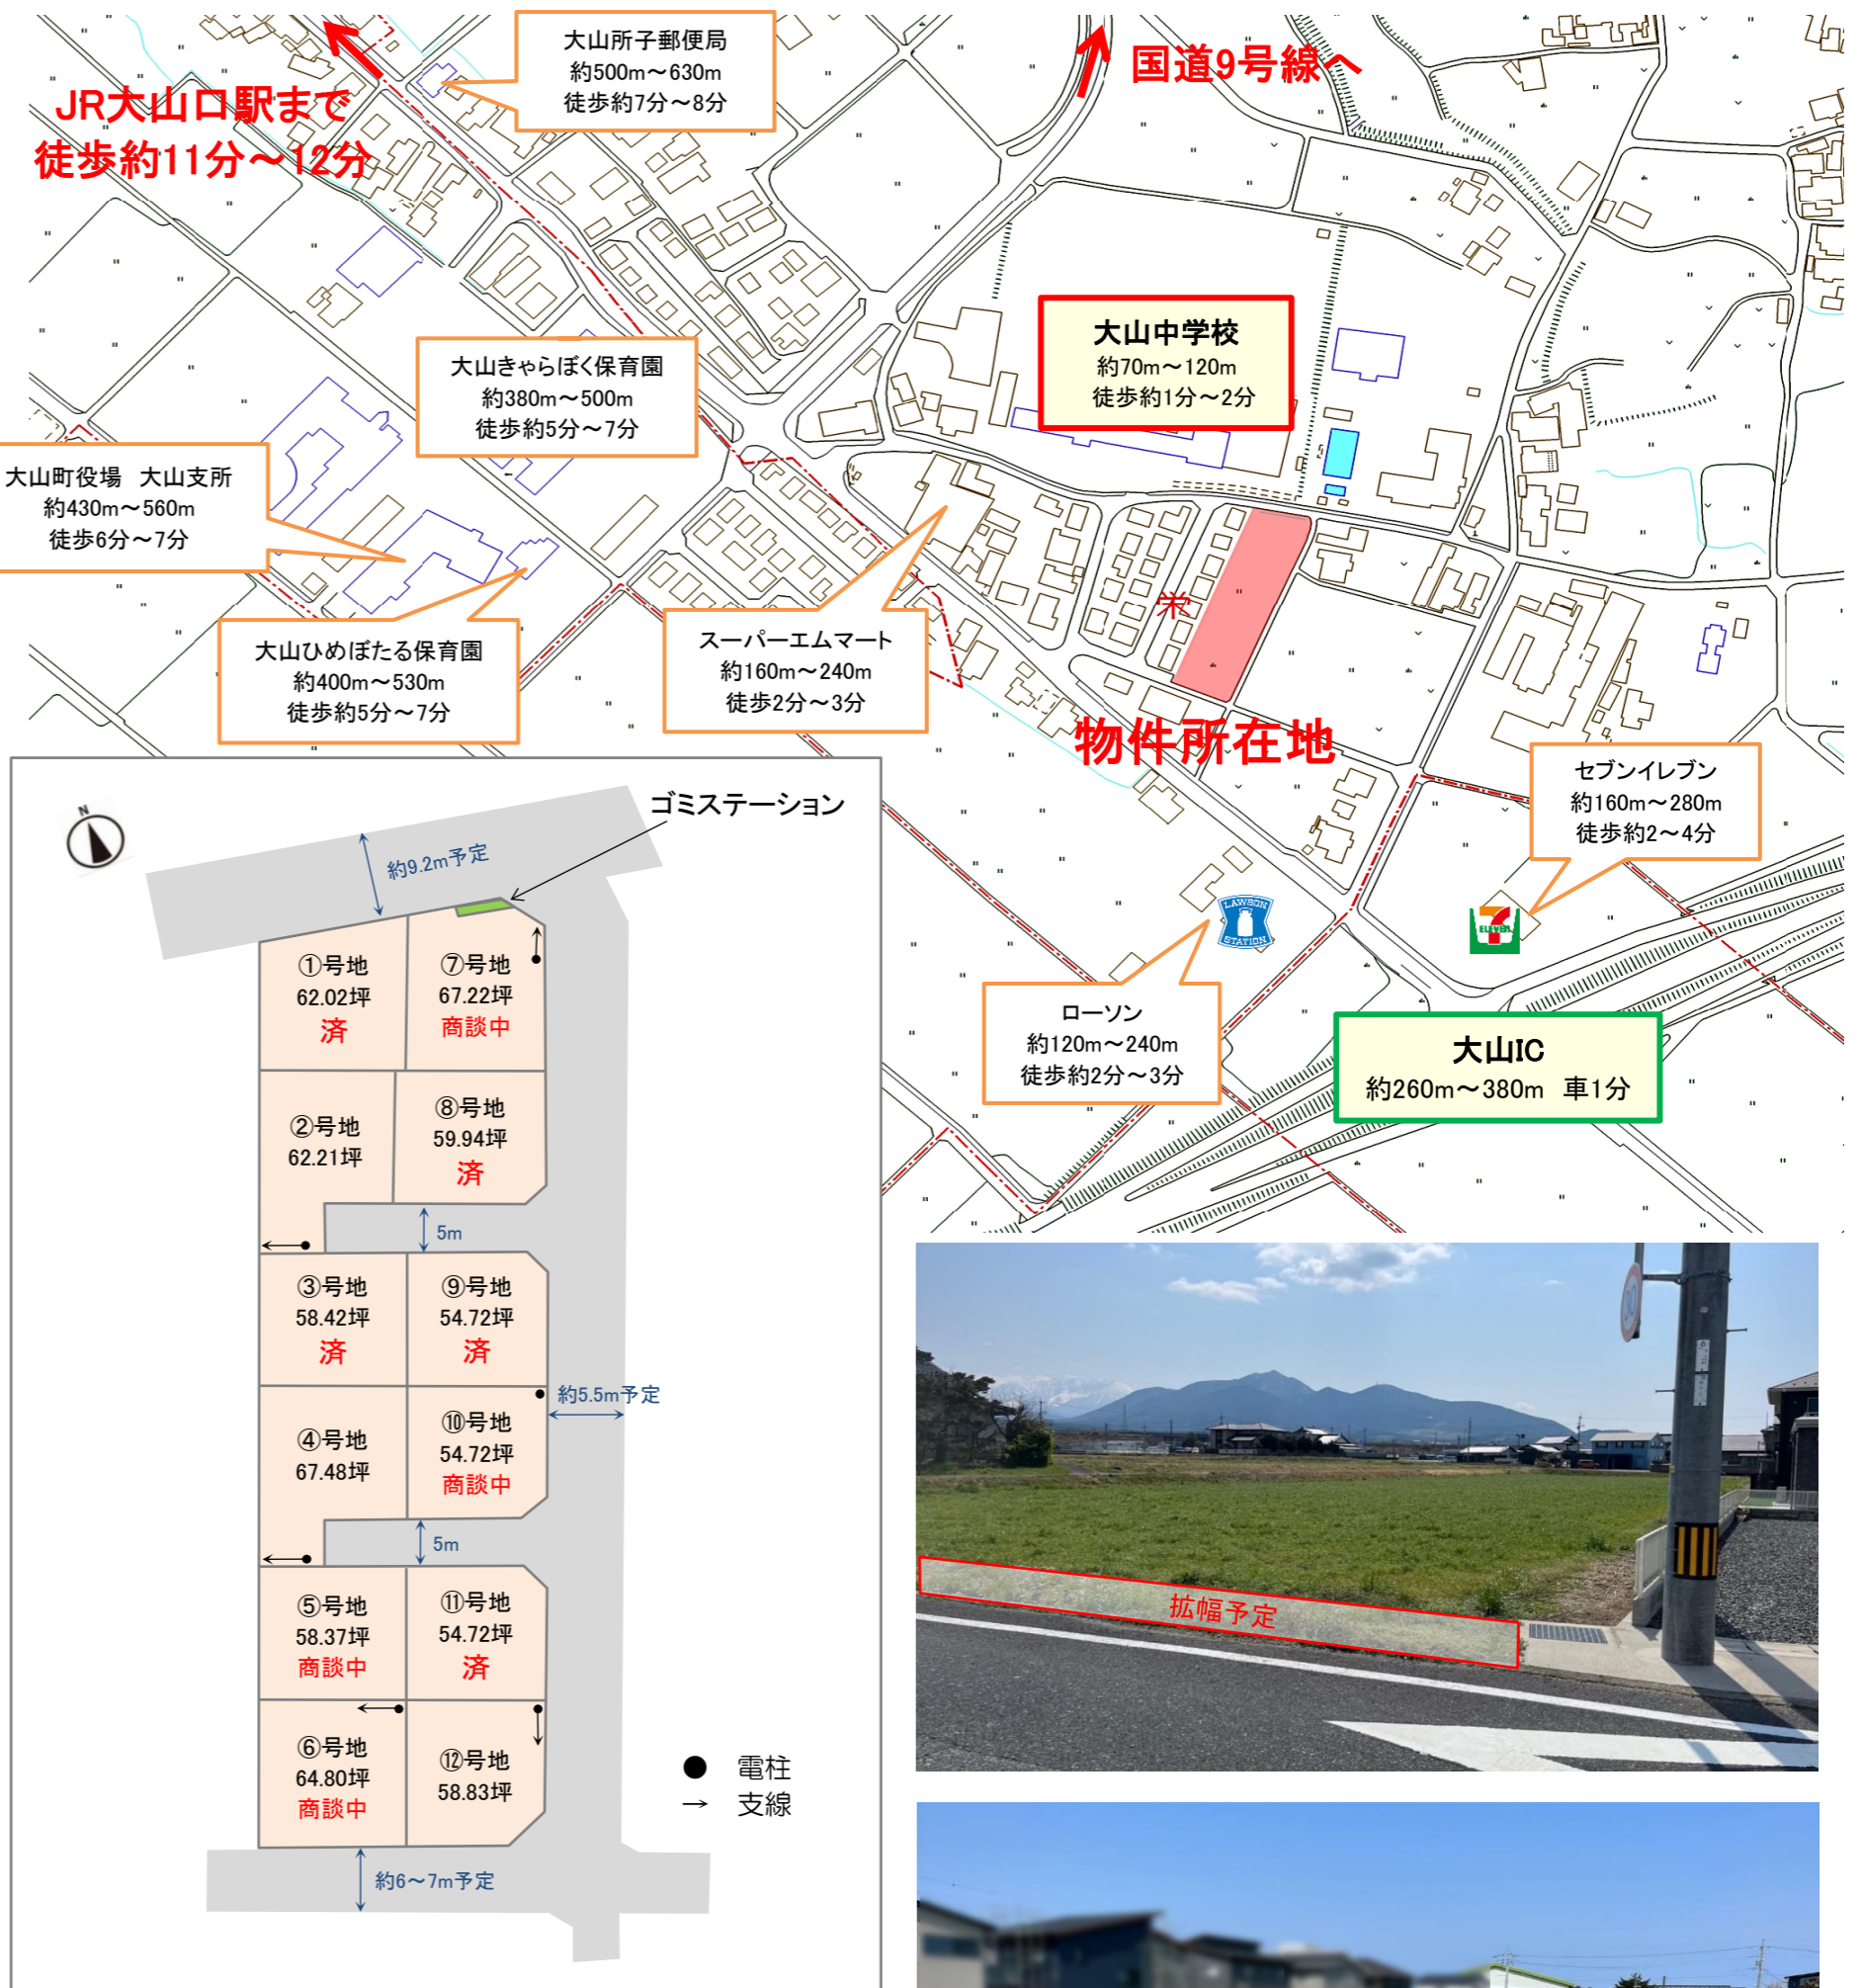 大山所子郵便局
約500m～630m
徒歩約7分～8分
国道9号線へ
JR大山口駅まで
徒歩約11分～12分
大山中学校
約70m～120m
徒歩約1分～2分
大山きゃらぼく保育園
約380m～500m
徒歩約5分～7分
大山町役場 大山支所
約430m～560m
徒歩6分～7分
大山ひめぼたる保育園
約400m～530m
徒歩約5分～7分
スーパーエムマート
約160m～240m
徒歩2分～3分
栄
物件所在地
セブンイレブン
約160m～280m
徒歩約2～4分
LAWSON
STATION
7
ELEVEn
ローソン
約120m～240m
徒歩約2分～3分
大山IC
約260m～380m 車1分
N
ゴミステーション
約9.2m予定
①号地
62.02坪
済
⑦号地
67.22坪
商談中
②号地
62.21坪
⑧号地
59.94坪
済
5m
③号地
58.42坪
済
⑨号地
54.72坪
済
約5.5m予定
④号地
67.48坪
⑩号地
54.72坪
商談中
5m
⑤号地
58.37坪
商談中
⑪号地
54.72坪
済
⑥号地
64.80坪
商談中
⑫号地
58.83坪
● 電柱
→ 支線
約6～7m予定
拡幅予定